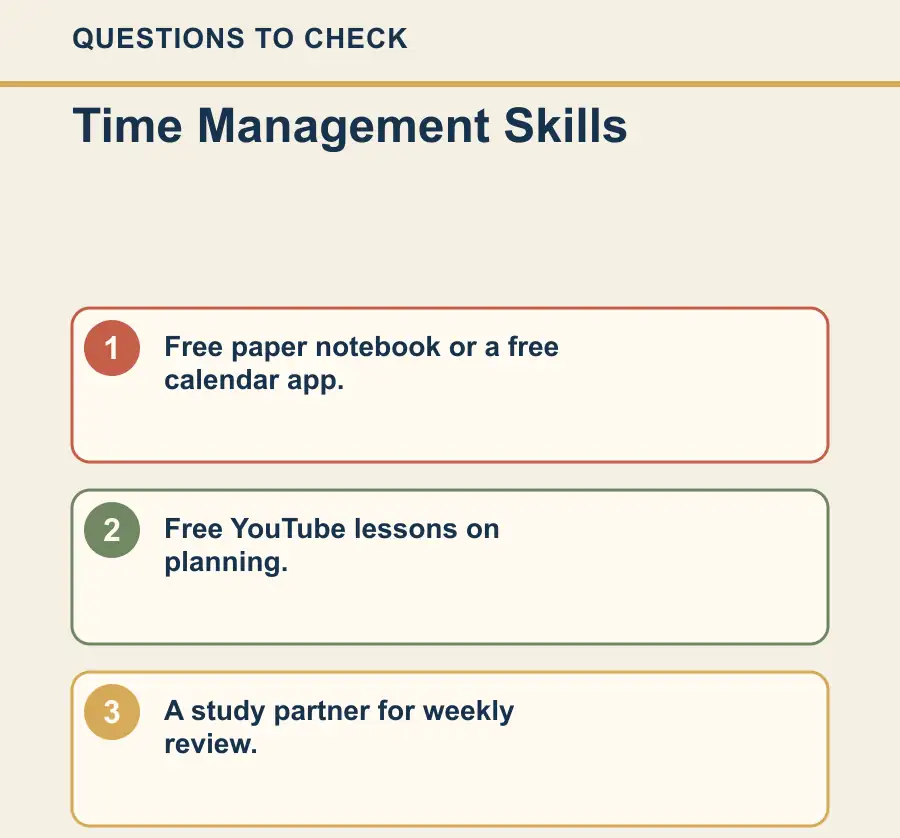 QUESTIONS TO CHECK
Time Management Skills
1
Free paper notebook or a free
calendar app.
2
Free YouTube lessons on
planning.
3
A study partner for weekly
review.